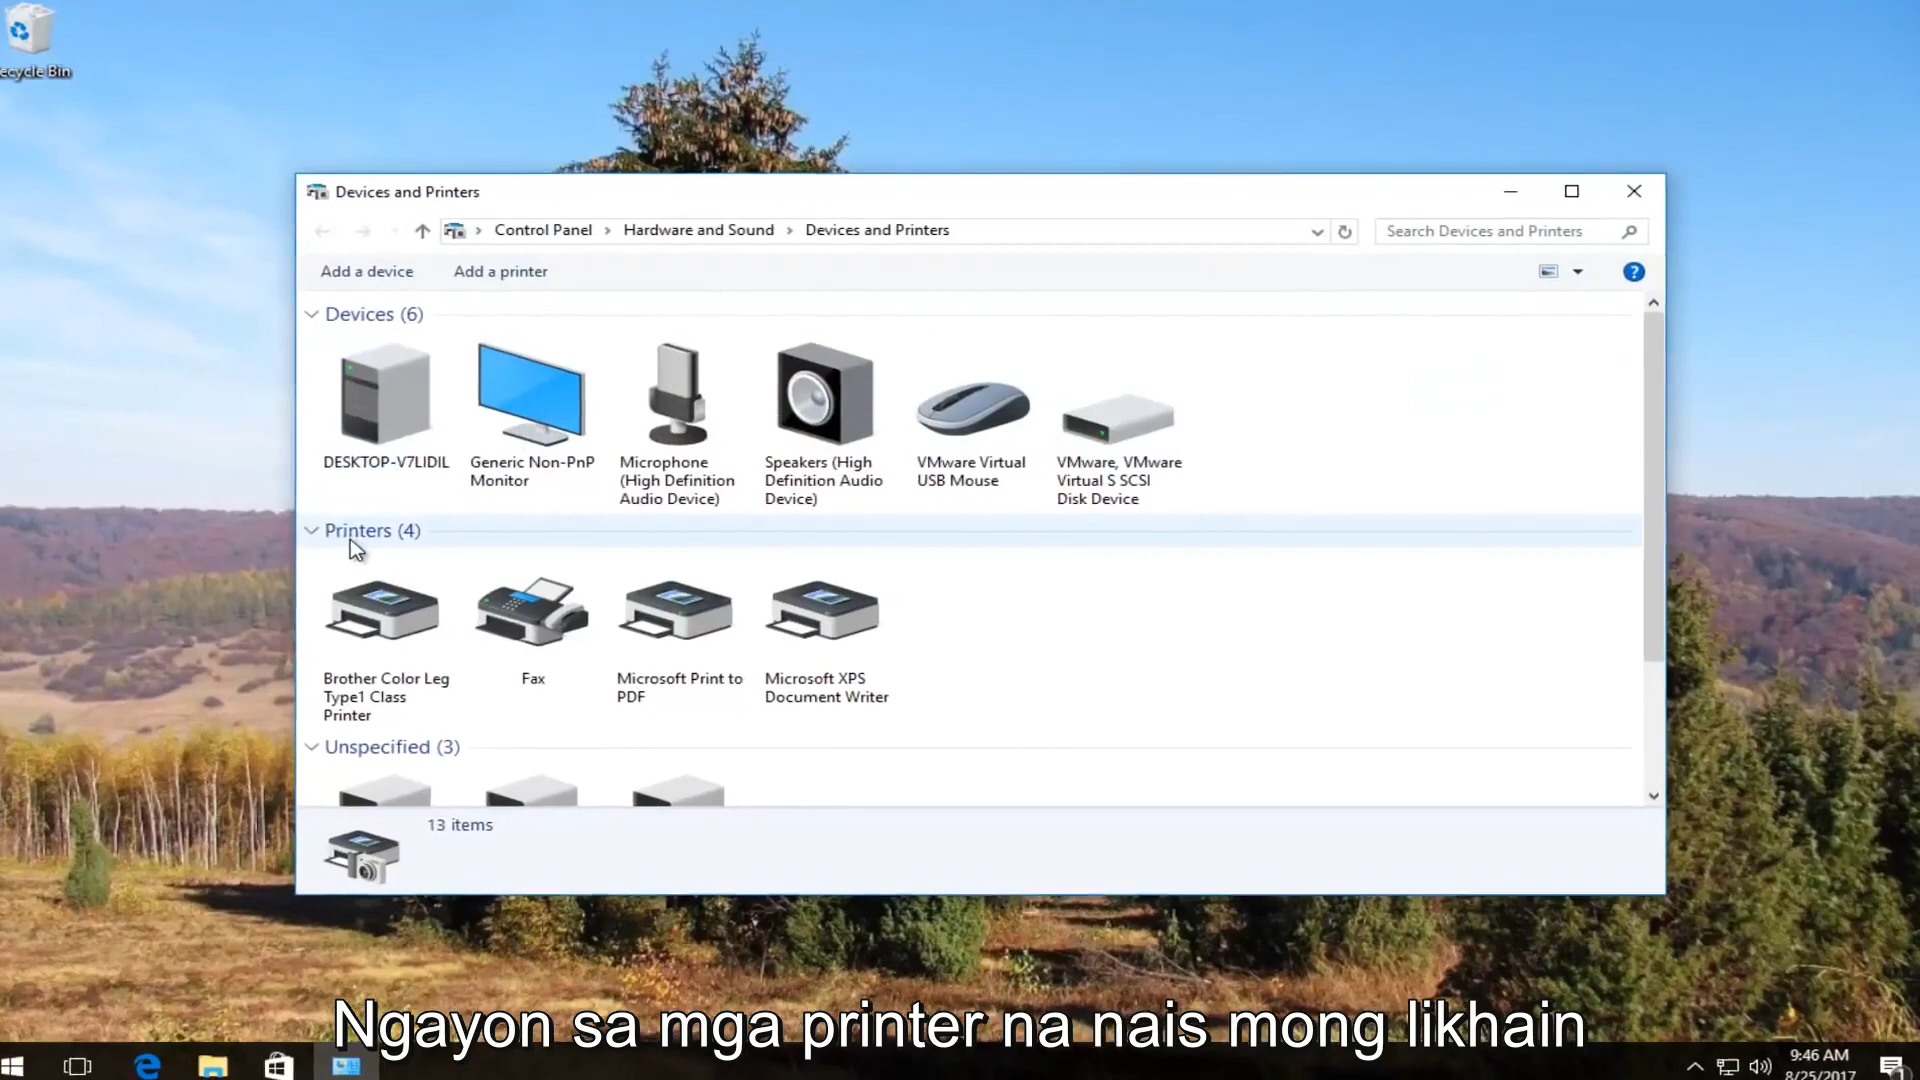 ecycle Bin
Devices and Printers
Control Panel
Hardware and Sound
Devices and Printers
Search Devices and Printers
Add a device
Add a printer
?
Devices (6)
DESKTOP-V7LIDIL
Generic Non-PnP
Monitor
Microphone
(High Definition
Audio Device)
Speakers (High
Definition Audio
Device)
VMware Virtual
USB Mouse
VMware, VMware
Virtual S SCSI
Disk Device
Printers (4)
Brother Color Leg
Type1 Class
Printer
Fax
Microsoft Print to
PDF
Microsoft XPS
Document Writer
Unspecified (3)
13 items
Ngayon sa mga printer na nais mong likhain
9:46 AM
8/25/2017
1